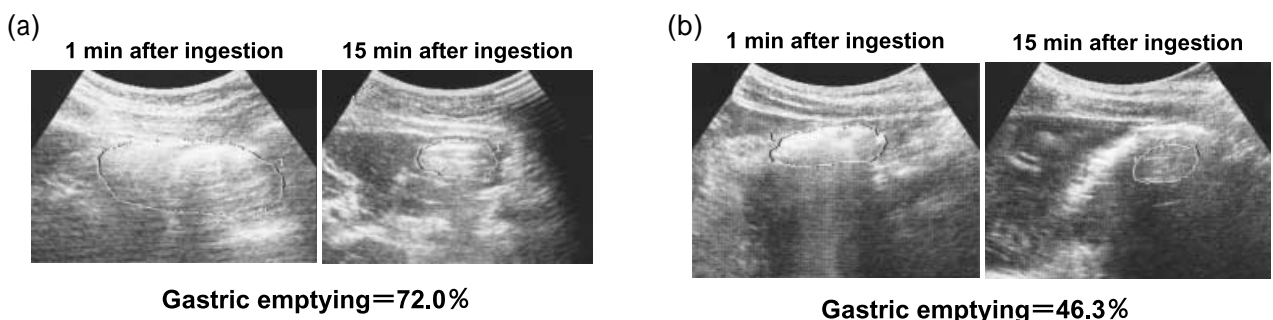 (a)
1 min after ingestion 15 min after ingestion
Gastric emptying=72.0%
(b)
1 min after ingestion 15 min after ingestion
Gastric emptying=46.3%